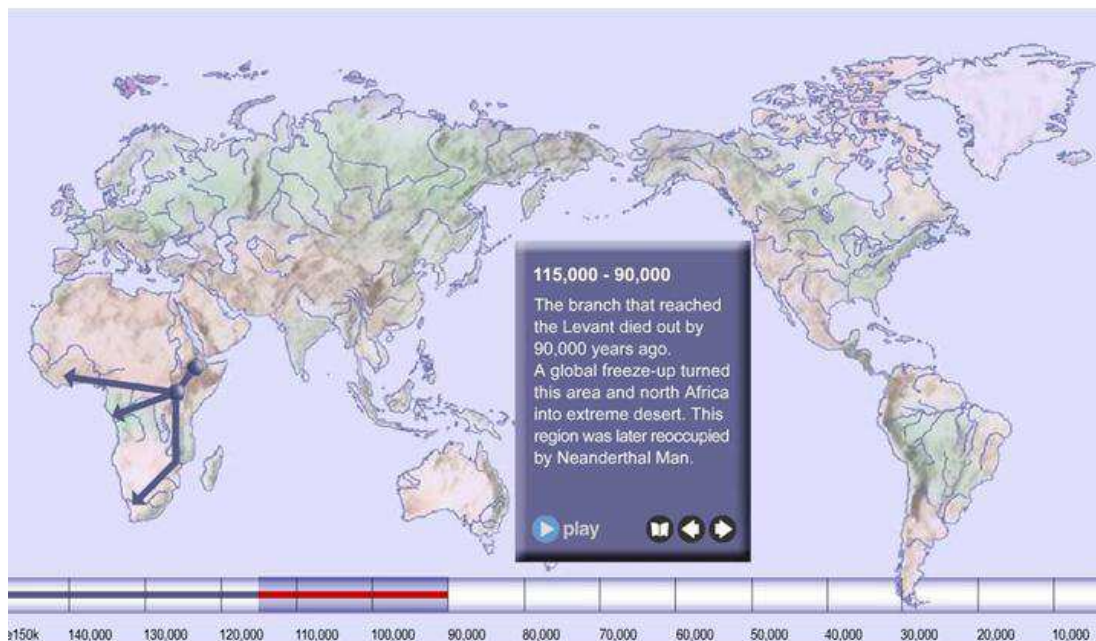 115,000 - 90,000
The branch that reached
the Levant died out by
90,000 years ago.
A global freeze-up turned
this area and north Africa
into extreme desert. This
region was later reoccupied
by Neanderthal Man.
play
e150k 140,000 130,000 120,000 110,000 100,000 90,000 80,000 70,000 60,000 50,000 40,000 30,000 20,000 10,000